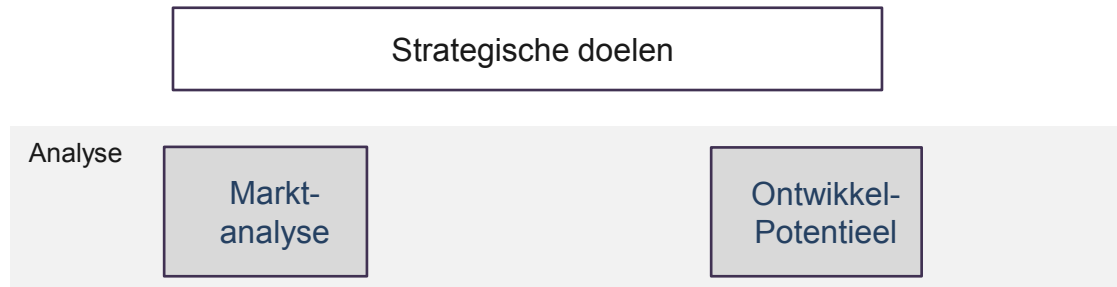 Strategische doelen
Analyse
Markt-
analyse
Ontwikkel-
Potentieel